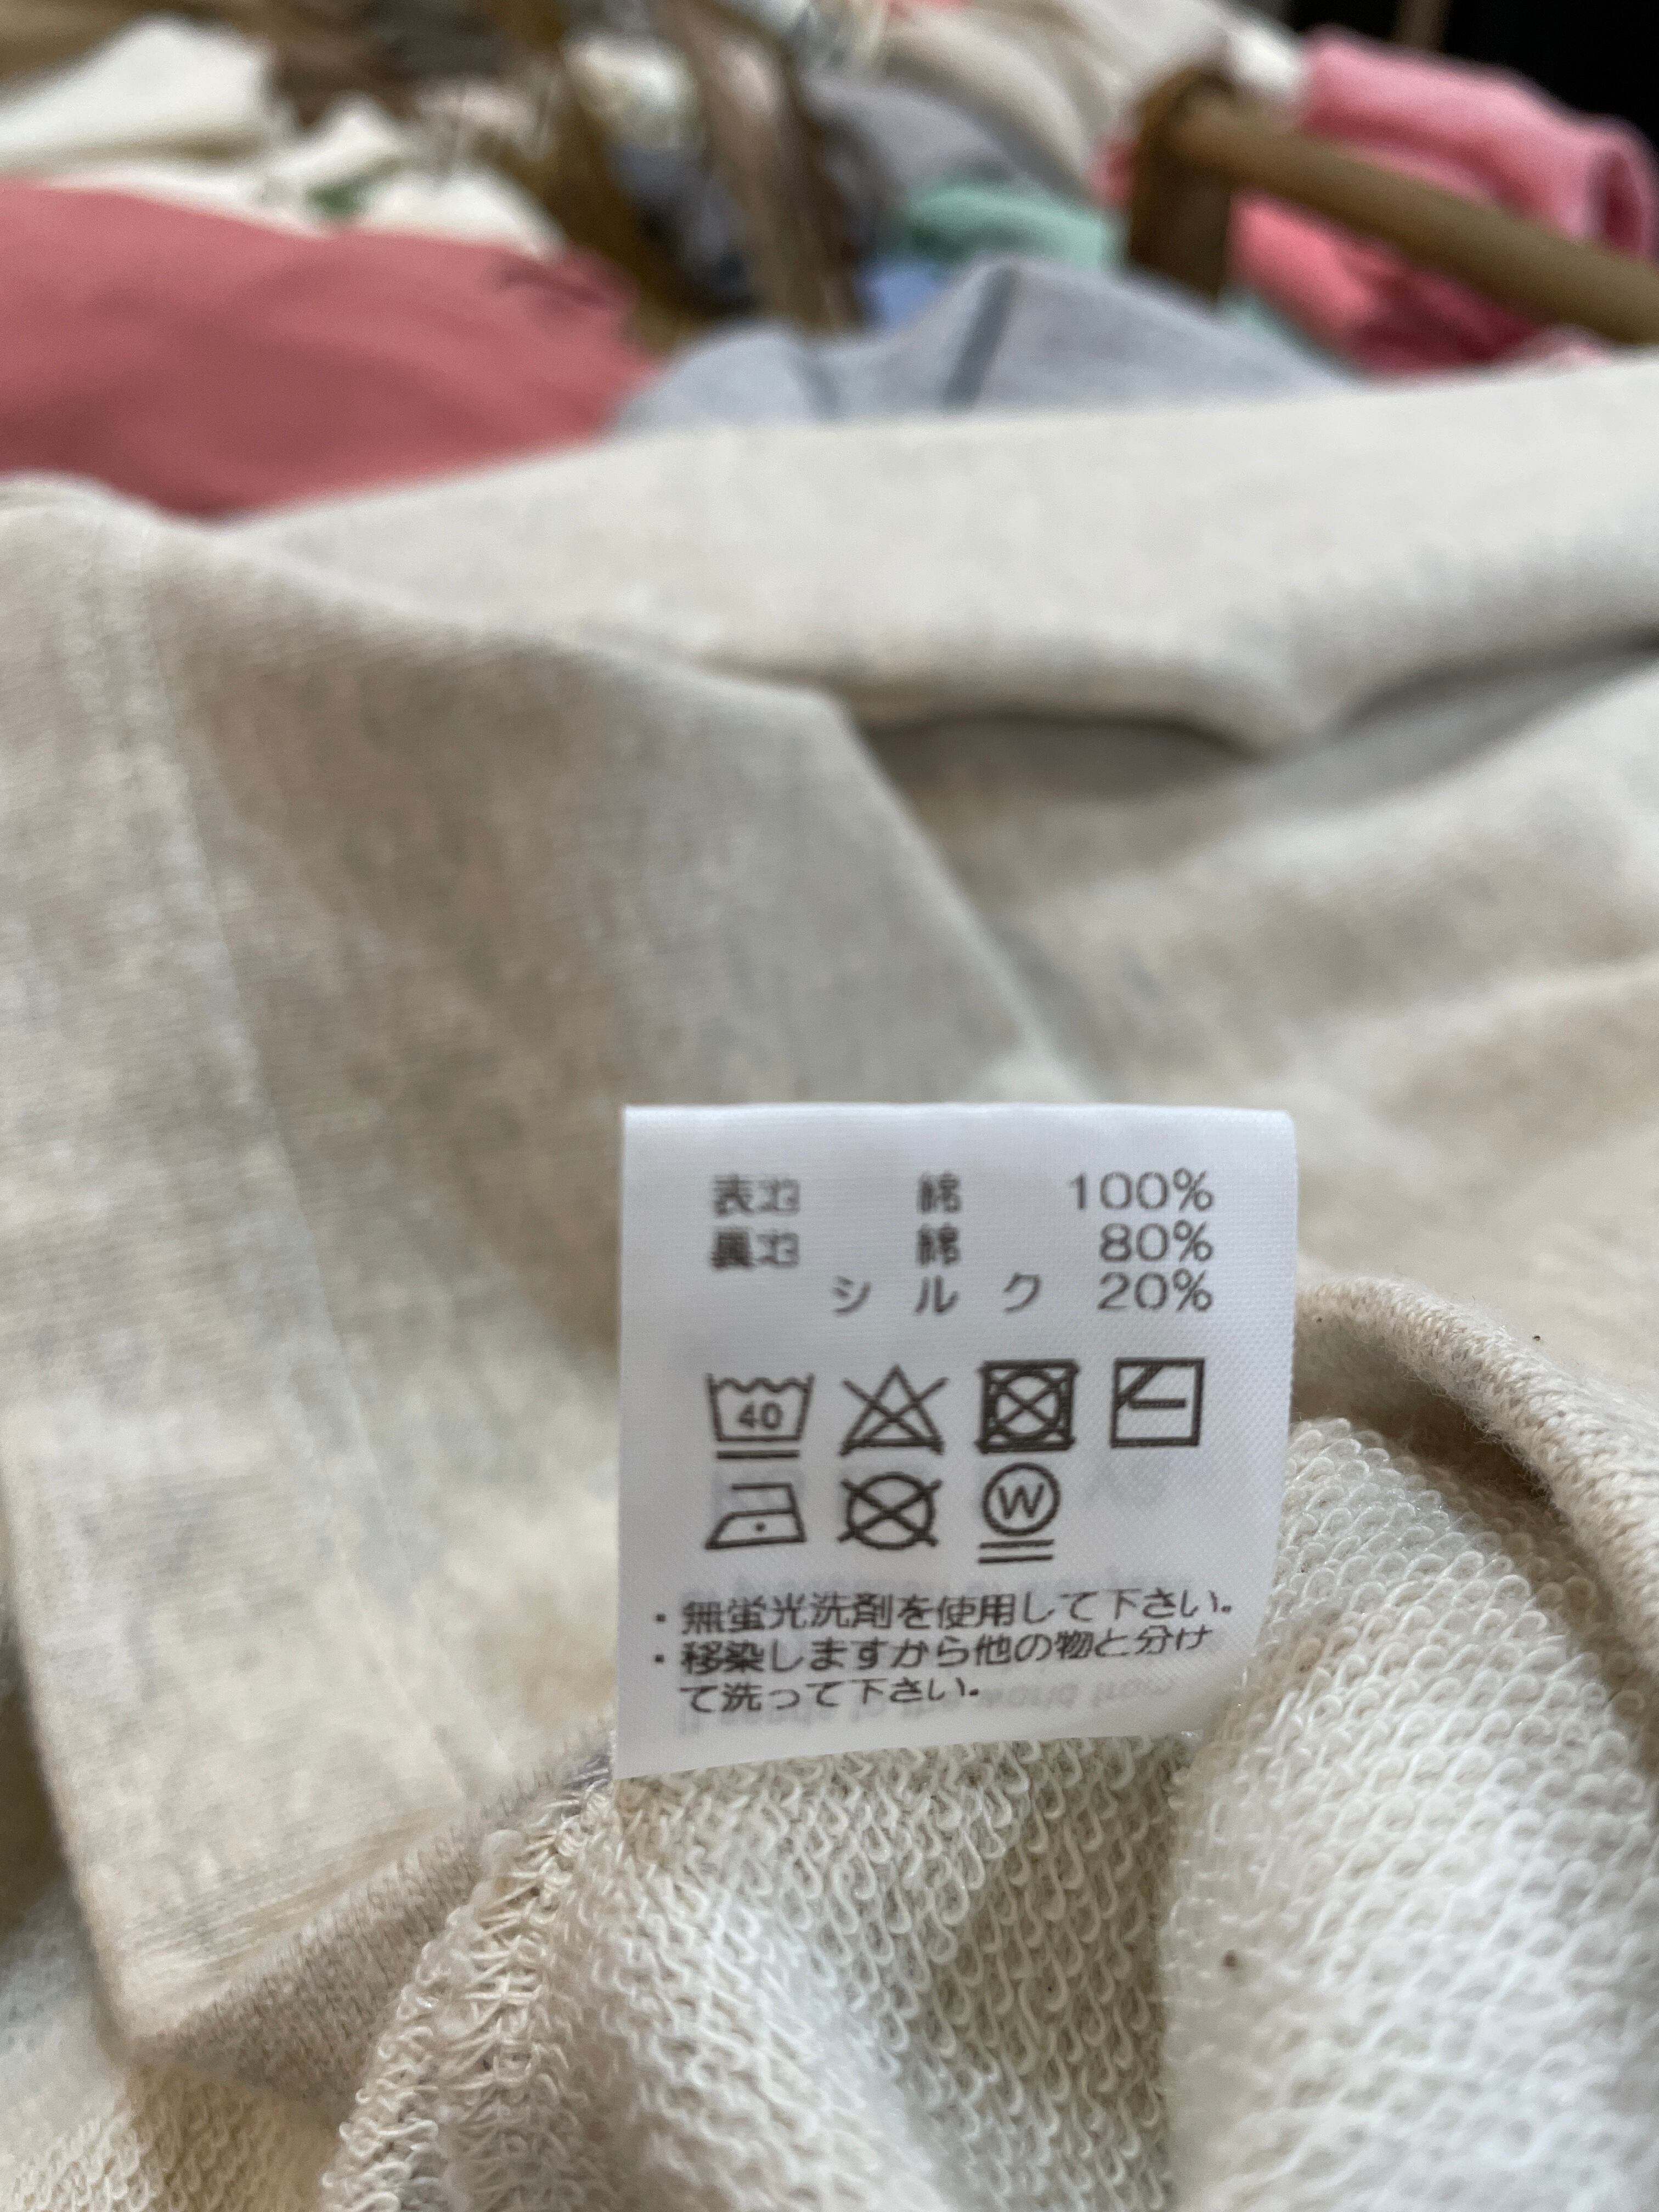 表地 綿 100%
裏地 綿 80%
シルク 20%
40
W
・無蛍光洗剤を使用して下さい。
・移染しますから他の物と分け
て洗って下さい。